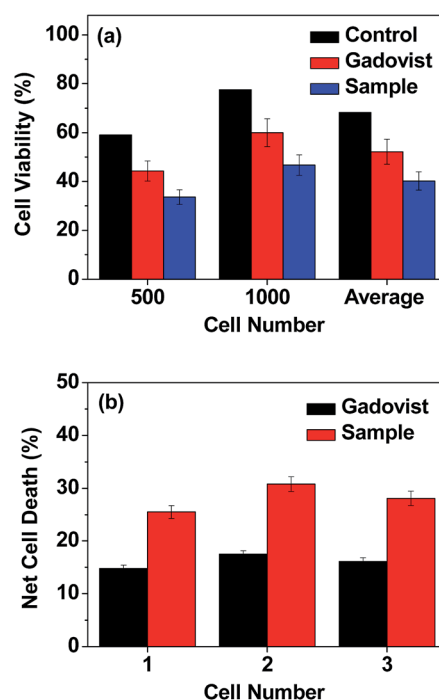 (a)
Control
Gadovist
Sample
100
80
60
40
20
0
Cell Viability (%)
500 1000 Average
Cell Number
(b)
Gadovist
Sample
50
40
30
20
10
0
Net Cell Death (%)
1 2 3
Cell Number